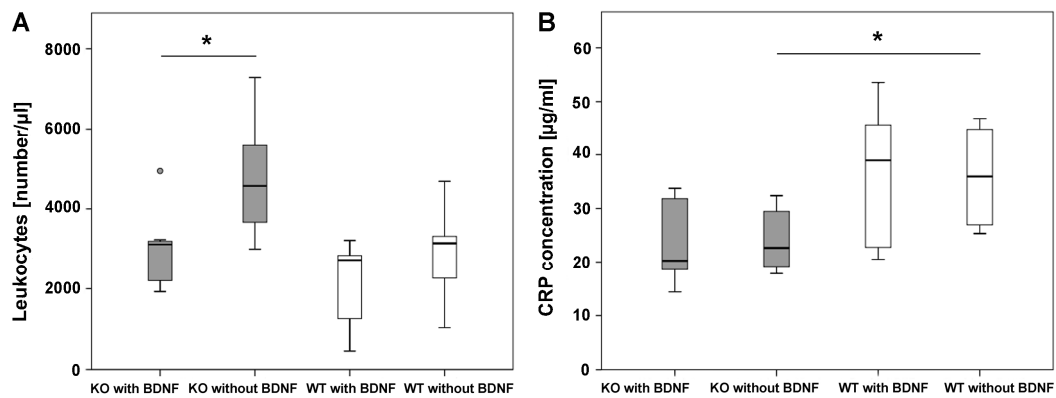 A
Leukocytes [number/µl]
8000
6000
4000
2000
0
*
KO with BDNF KO without BDNF WT with BDNF WT without BDNF
B
CRP concentration [µg/ml]
60
50
40
30
20
10
0
*
KO with BDNF KO without BDNF WT with BDNF WT without BDNF